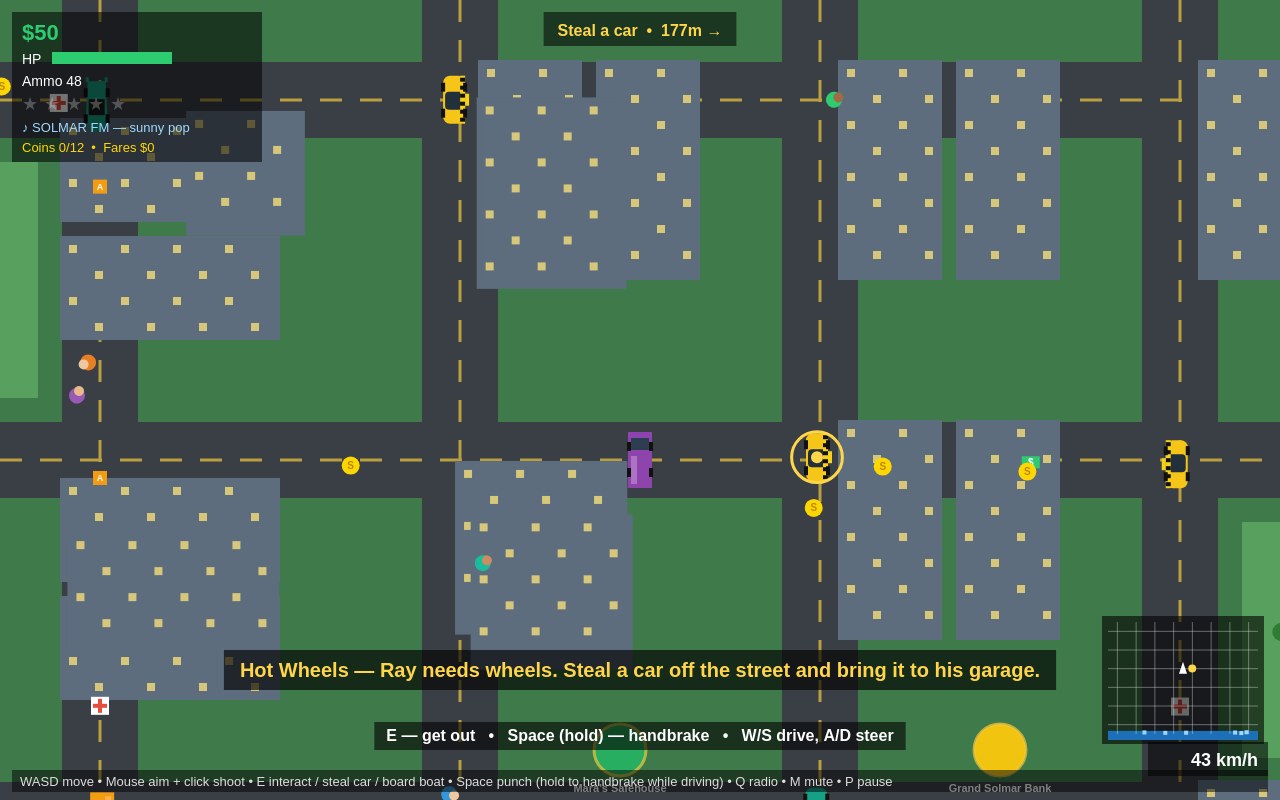 $50
Steal a car • 177m →
HP
Ammo 48
★ ★ ★ ★ ★
♪ SOLMAR FM — sunny pop
Coins 0/12 • Fares $0
A
A
S
S
$
S
S
S
Hot Wheels — Ray needs wheels. Steal a car off the street and bring it to his garage.
E — get out • Space (hold) — handbrake • W/S drive, A/D steer
43 km/h
WASD move • Mouse aim + click shoot • E interact / steal car / board boat • Space punch (hold to handbrake while driving) • Q radio • M mute • P pause
Mara's Safehouse
Grand Solmar Bank